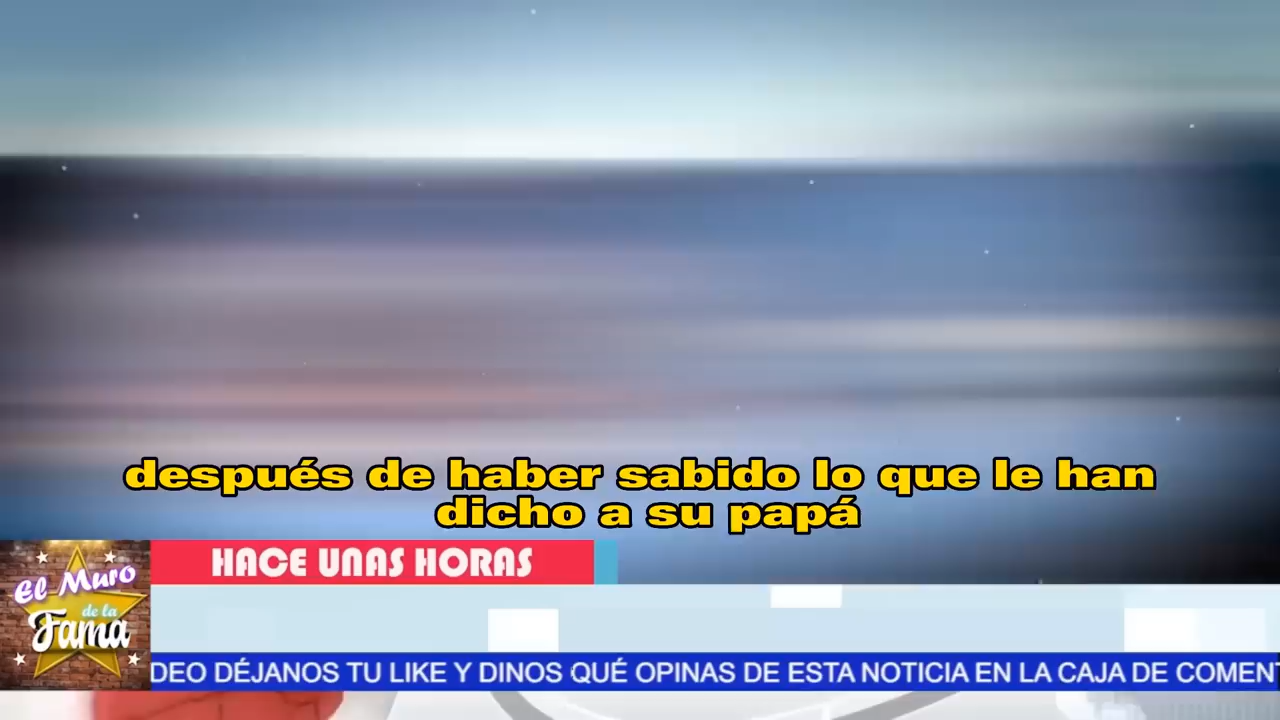 después de haber sabido lo que le han
dicho a su papá
HACE UNAS HORAS
El Muro
de la
Fama
DEO DÉJANOS TU LIKE Y DINOS QUÉ OPINAS DE ESTA NOTICIA EN LA CAJA DE COMEN